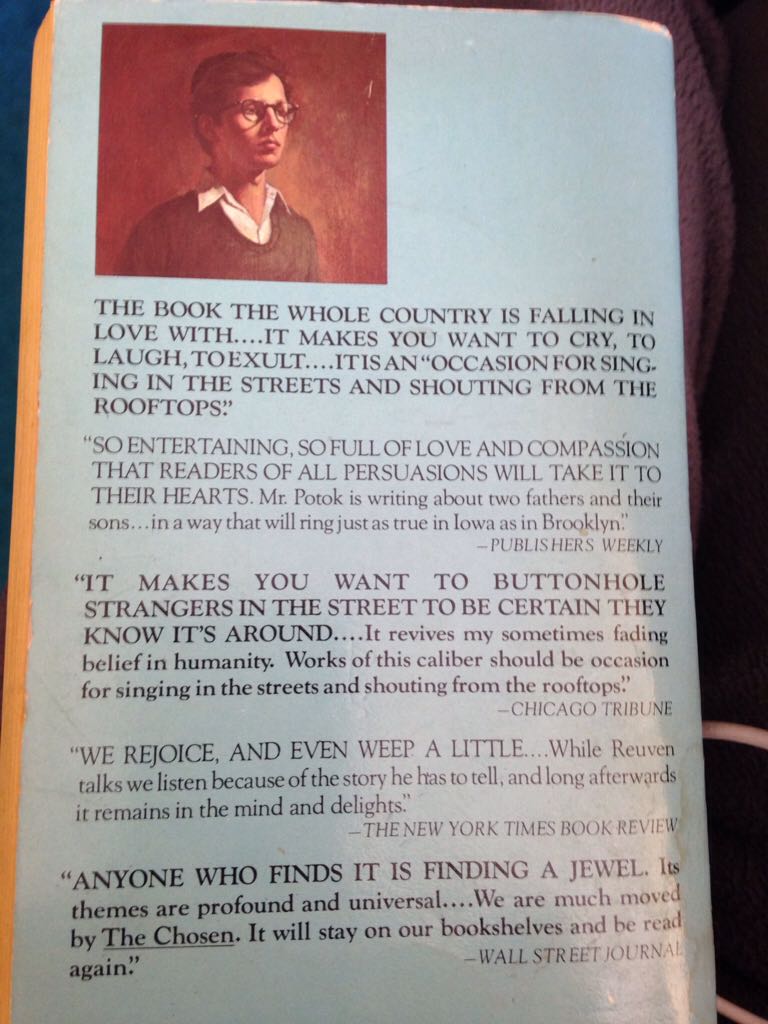 THE BOOK THE WHOLE COUNTRY IS FALLING IN
LOVE WITH....IT MAKES YOU WANT TO CRY, TO
LAUGH, TO EXULT....IT IS AN "OCCASION FOR SING-
ING IN THE STREETS AND SHOUTING FROM THE
ROOFTOPS."
"SO ENTERTAINING, SO FULL OF LOVE AND COMPASSION
THAT READERS OF ALL PERSUASIONS WILL TAKE IT TO
THEIR HEARTS. Mr. Potok is writing about two fathers and their
sons...in a way that will ring just as true in Iowa as in Brooklyn."
—PUBLISHERS WEEKLY
"IT MAKES YOU WANT TO BUTTONHOLE
STRANGERS IN THE STREET TO BE CERTAIN THEY
KNOW IT'S AROUND....It revives my sometimes fading
belief in humanity. Works of this caliber should be occasion
for singing in the streets and shouting from the rooftops."
—CHICAGO TRIBUNE
"WE REJOICE, AND EVEN WEEP A LITTLE....While Reuven
talks we listen because of the story he has to tell, and long afterwards
it remains in the mind and delights."
—THE NEW YORK TIMES BOOK REVIEW
"ANYONE WHO FINDS IT IS FINDING A JEWEL. Its
themes are profound and universal....We are much moved
by The Chosen. It will stay on our bookshelves and be read
again."
—WALL STREET JOURNAL